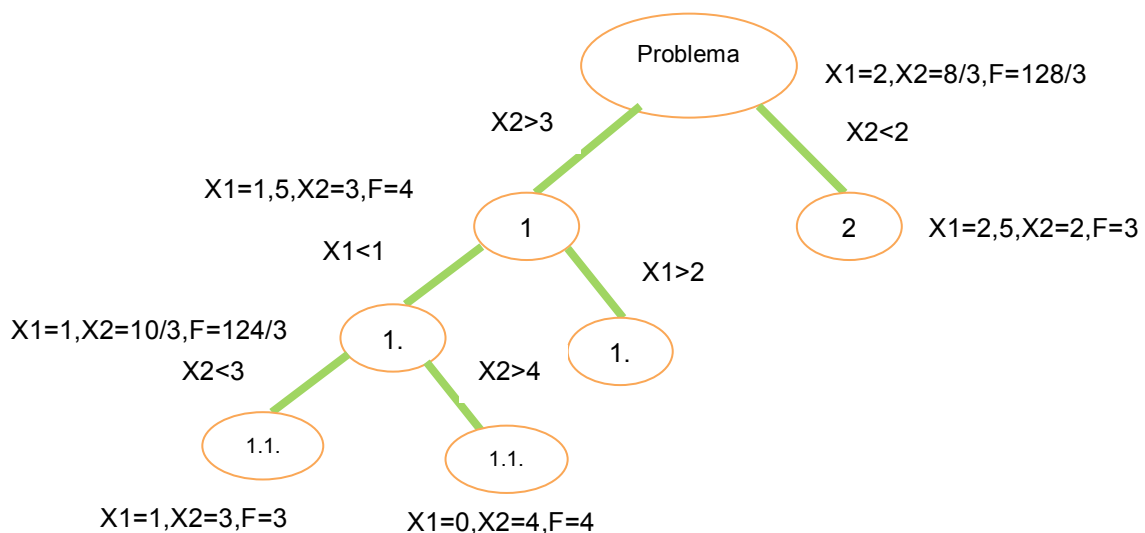 Problema
X1=2,X2=8/3,F=128/3
X2>3
X2<2
X1=1,5,X2=3,F=4
1
2
X1=2,5,X2=2,F=3
X1<1
X1>2
X1=1,X2=10/3,F=124/3
1.
1.
X2<3
X2>4
1.1.
1.1.
X1=1,X2=3,F=3
X1=0,X2=4,F=4